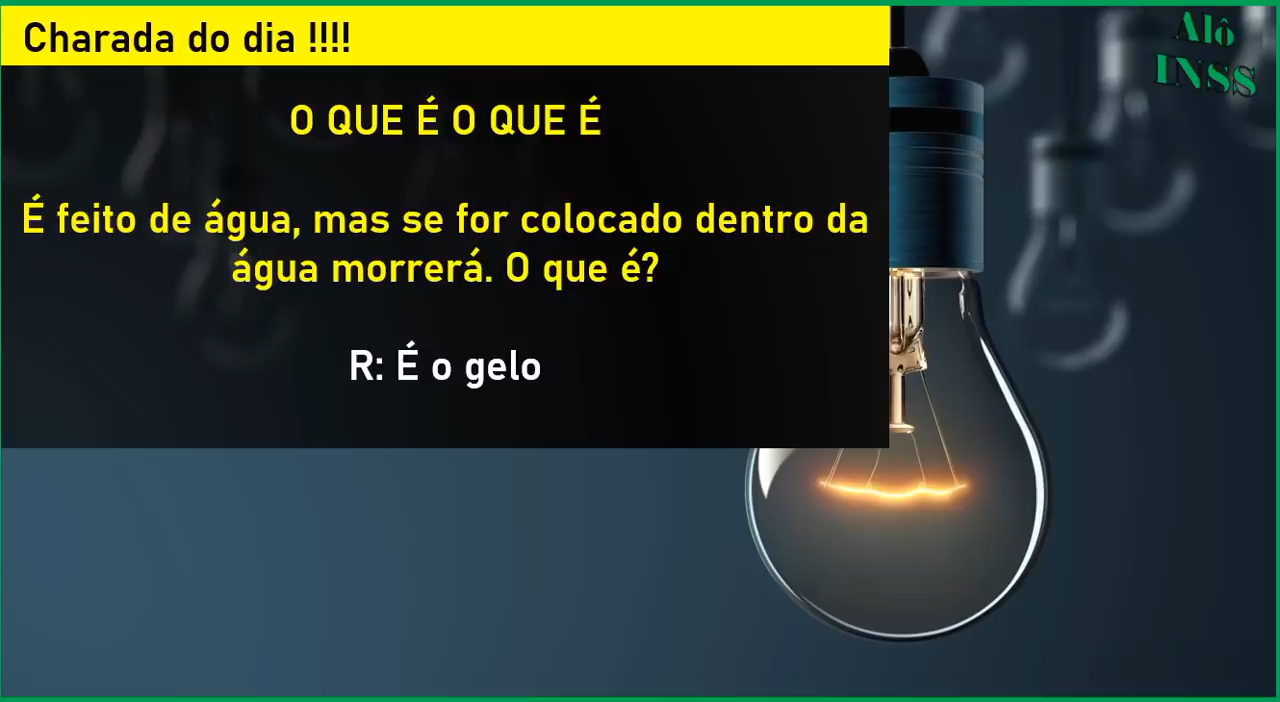 Charada do dia !!!!
Alô
INSS
O QUE É O QUE É
É feito de água, mas se for colocado dentro da
água morrerá. O que é?
R: É o gelo